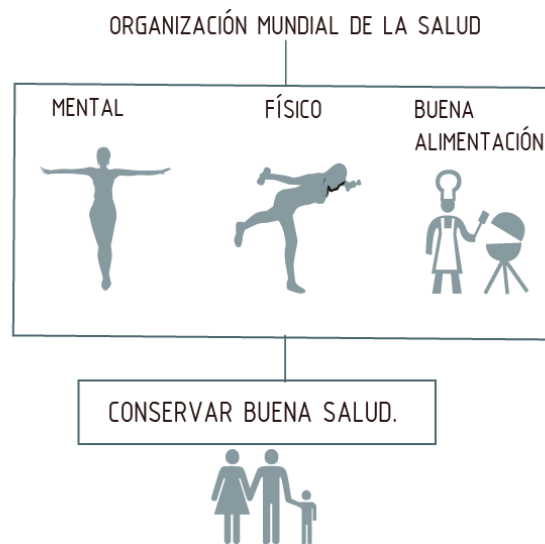 ORGANIZACIÓN MUNDIAL DE LA SALUD
MENTAL
FÍSICO
BUENA
ALIMENTACIÓN
CONSERVAR BUENA SALUD.